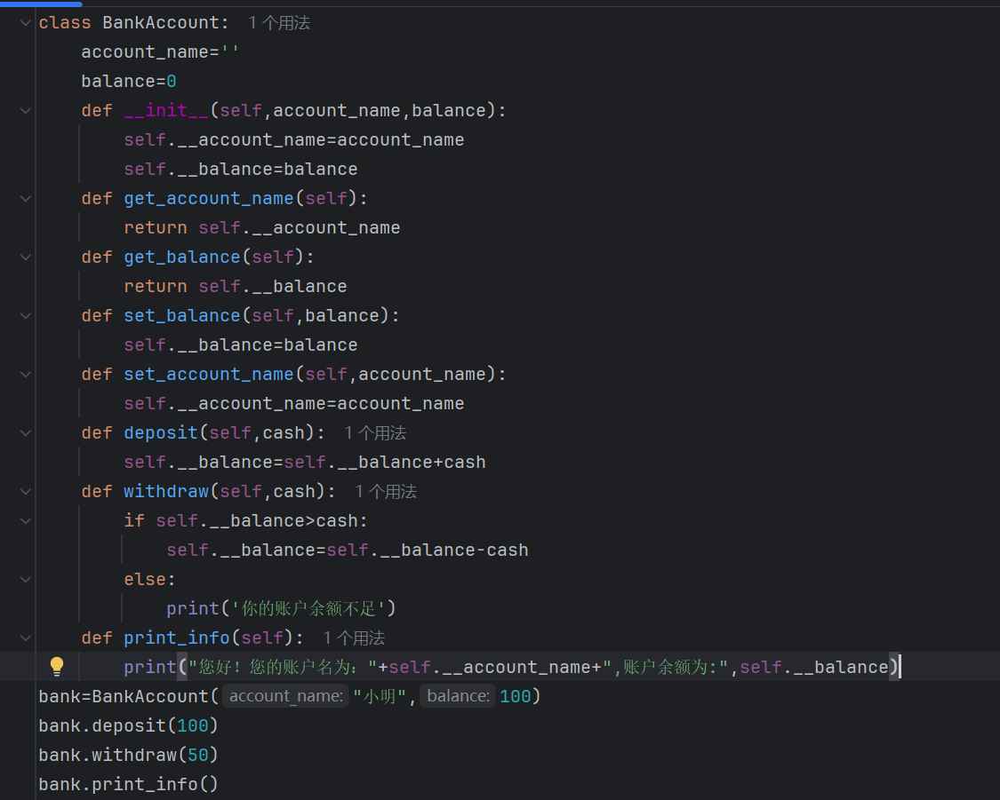 class BankAccount:  1 个用法
    account_name=''
    balance=0
    def __init__(self,account_name,balance):
        self.__account_name=account_name
        self.__balance=balance
    def get_account_name(self):
        return self.__account_name
    def get_balance(self):
        return self.__balance
    def set_balance(self,balance):
        self.__balance=balance
    def set_account_name(self,account_name):
        self.__account_name=account_name
    def deposit(self,cash):  1 个用法
        self.__balance=self.__balance+cash
    def withdraw(self,cash):  1 个用法
        if self.__balance>cash:
            self.__balance=self.__balance-cash
        else:
            print('你的账户余额不足')
    def print_info(self):  1 个用法
        print("您好！您的账户名为："+self.__account_name+",账户余额为:",self.__balance)
bank=BankAccount( account_name: "小明", balance: 100)
bank.deposit(100)
bank.withdraw(50)
bank.print_info()